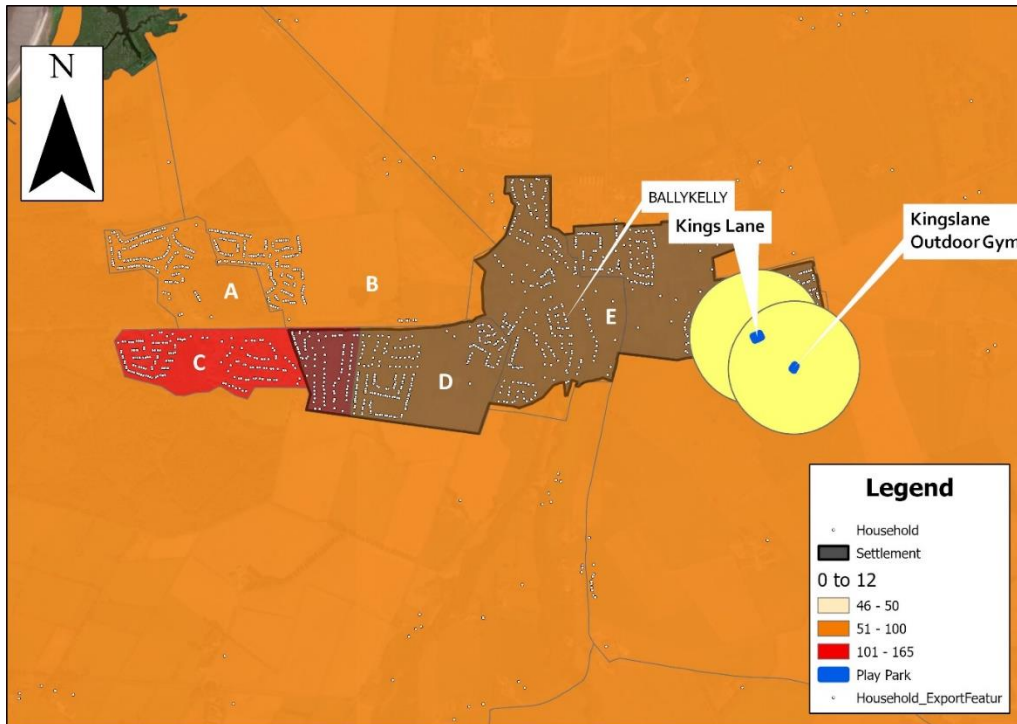 N
BALLYKELLY
Kings Lane
Kingslane
Outdoor Gym
A
B
E
C
D
Legend
Household
Settlement
0 to 12
46 - 50
51 - 100
101 - 165
Play Park
Household_ExportFeatur